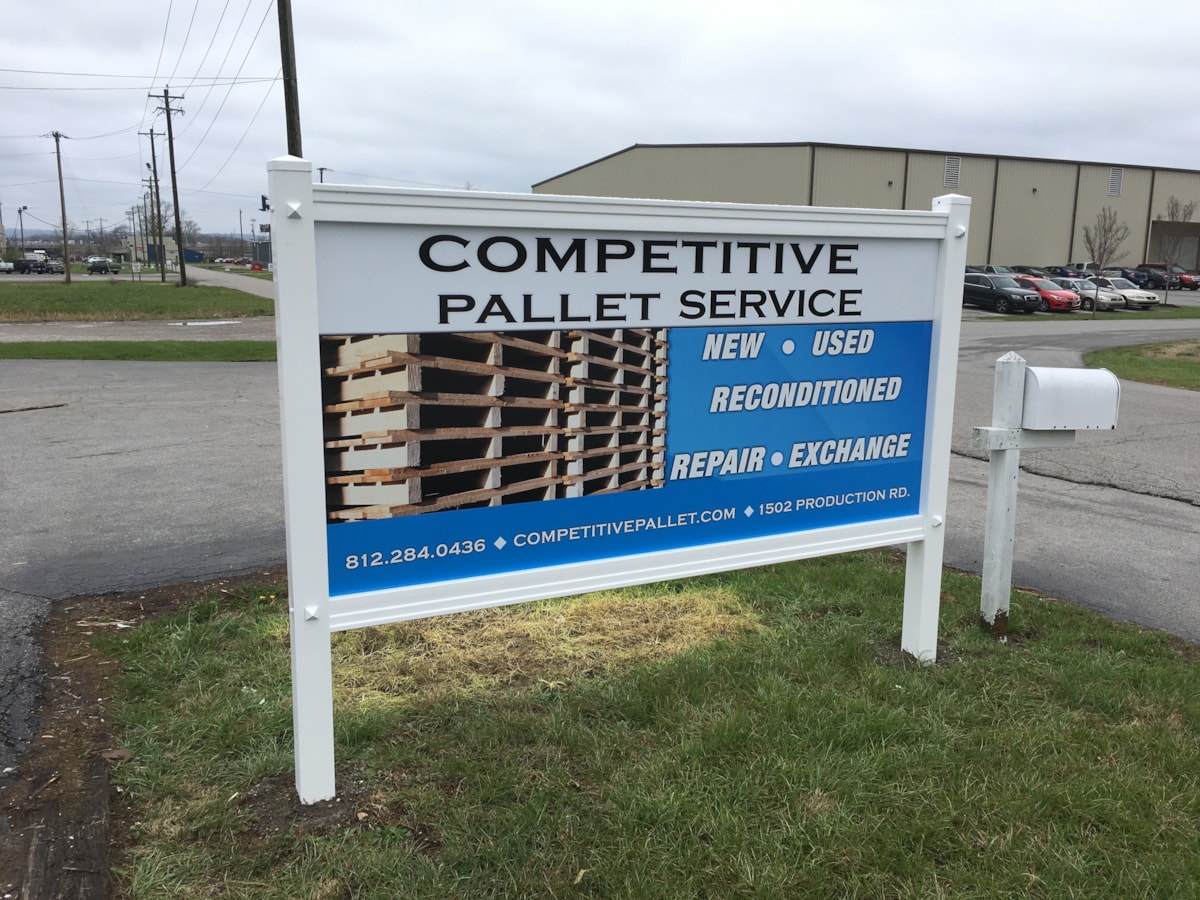 COMPETITIVE
PALLET SERVICE
NEW • USED
RECONDITIONED
REPAIR • EXCHANGE
812.284.0436 ◆ COMPETITIVEPALLET.COM ◆ 1502 PRODUCTION RD.